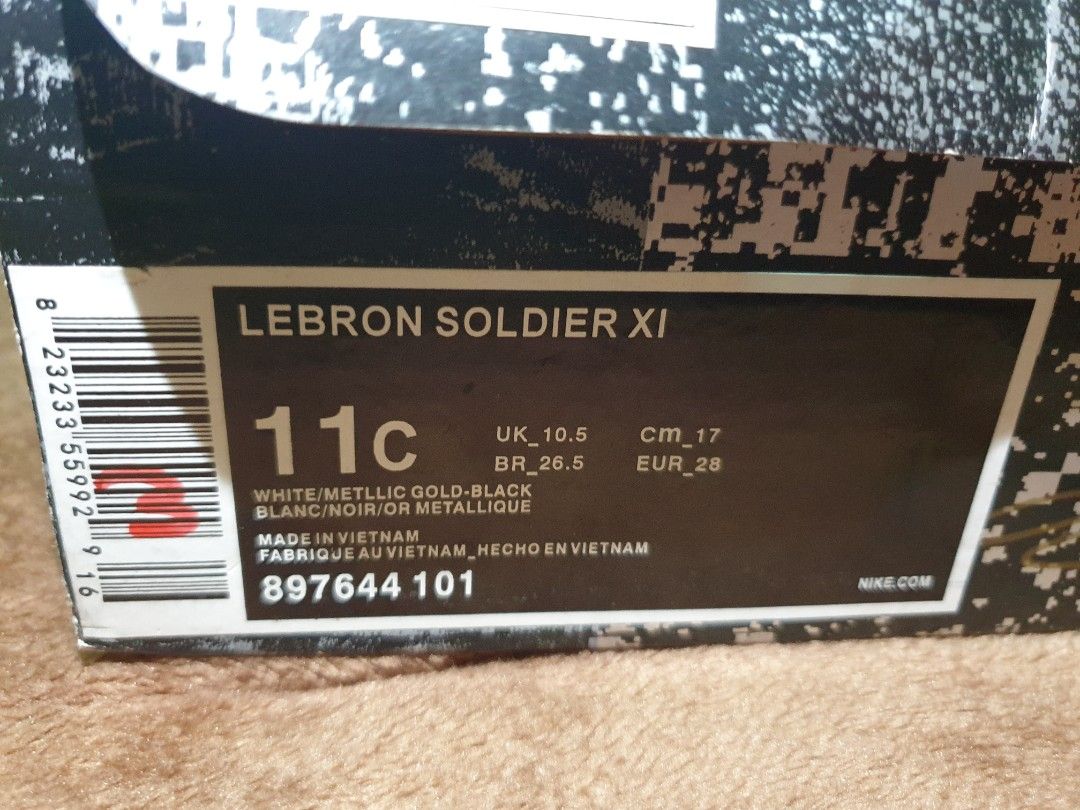 LEBRON SOLDIER XI
11C UK_10.5 cm_17
BR_26.5 EUR_28
WHITE/METLLIC GOLD-BLACK
BLANC/NOIR/OR METALLIQUE
MADE IN VIETNAM
FABRIQUE AU VIETNAM_HECHO EN VIETNAM
897644 101
NIKE.COM
8 23233 55992 9 16